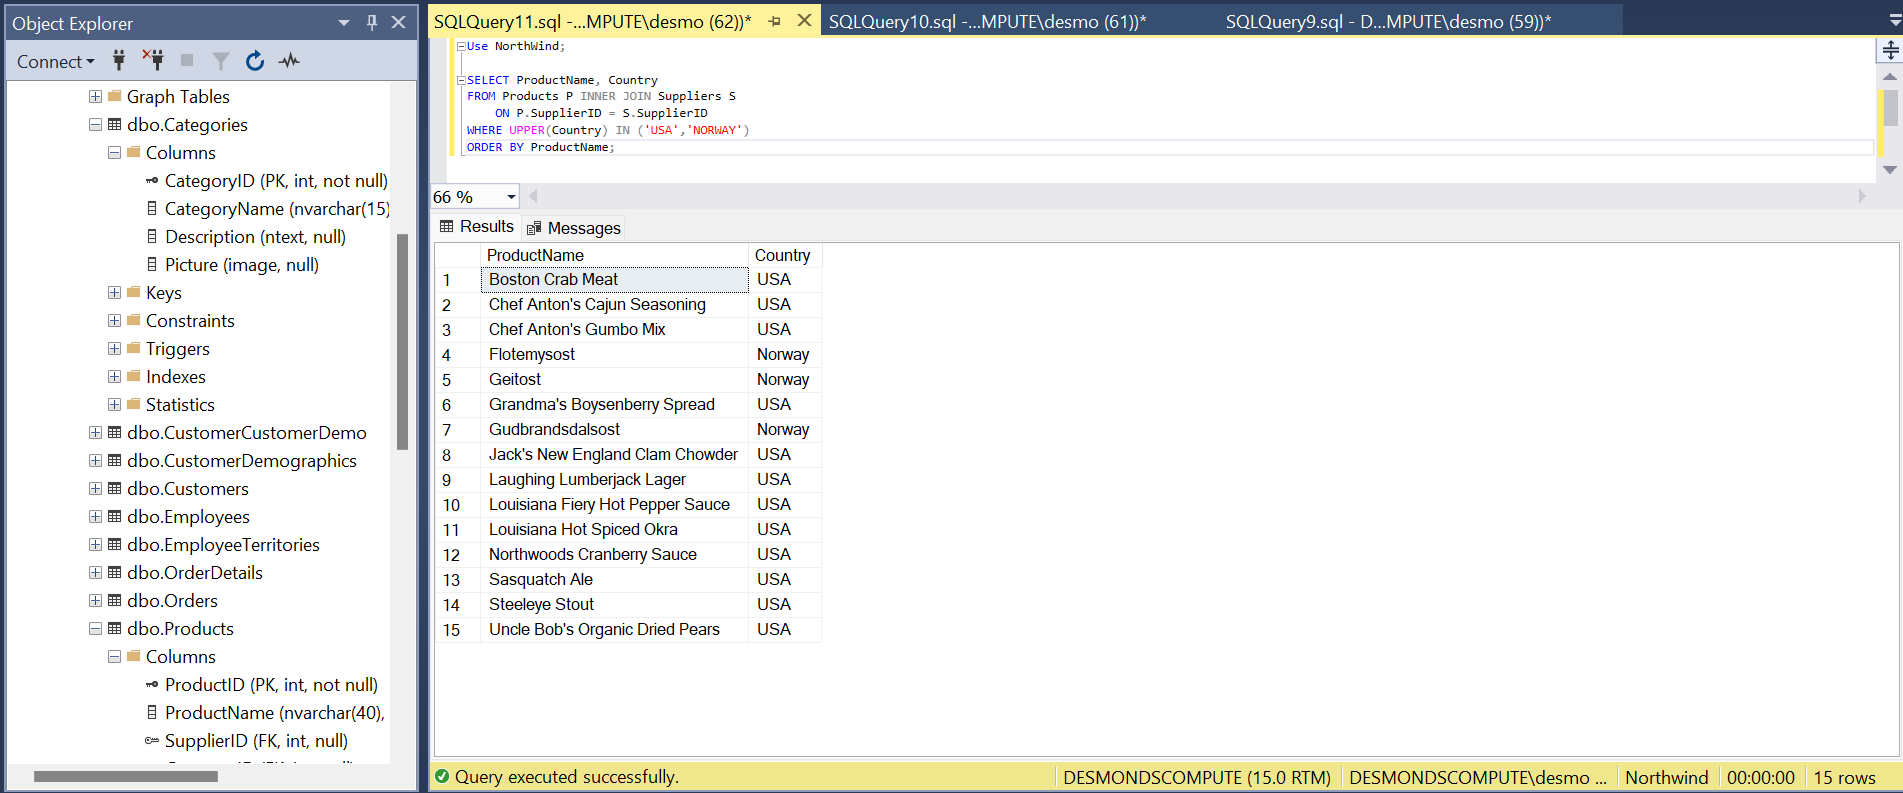 Object Explorer
Connect
Graph Tables
dbo.Categories
Columns
CategoryID (PK, int, not null)
CategoryName (nvarchar(15)
Description (ntext, null)
Picture (image, null)
Keys
Constraints
Triggers
Indexes
Statistics
dbo.CustomerCustomerDemo
dbo.CustomerDemographics
dbo.Customers
dbo.Employees
dbo.EmployeeTerritories
dbo.OrderDetails
dbo.Orders
dbo.Products
Columns
ProductID (PK, int, not null)
ProductName (nvarchar(40),
SupplierID (FK, int, null)
SQLQuery11.sql -...MPUTE\desmo (62))* SQLQuery10.sql -...MPUTE\desmo (61))* SQLQuery9.sql - D...MPUTE\desmo (59))*
Use NorthWind;
SELECT ProductName, Country
FROM Products P INNER JOIN Suppliers S
ON P.SupplierID = S.SupplierID
WHERE UPPER(Country) IN ('USA','NORWAY')
ORDER BY ProductName;
66 %
Results Messages
ProductName Country
1 Boston Crab Meat USA
2 Chef Anton's Cajun Seasoning USA
3 Chef Anton's Gumbo Mix USA
4 Flotemysost Norway
5 Geitost Norway
6 Grandma's Boysenberry Spread USA
7 Gudbrandsdalsost Norway
8 Jack's New England Clam Chowder USA
9 Laughing Lumberjack Lager USA
10 Louisiana Fiery Hot Pepper Sauce USA
11 Louisiana Hot Spiced Okra USA
12 Northwoods Cranberry Sauce USA
13 Sasquatch Ale USA
14 Steeleye Stout USA
15 Uncle Bob's Organic Dried Pears USA
Query executed successfully. DESMONDSCOMPUTE (15.0 RTM) DESMONDSCOMPUTE\desmo ... Northwind 00:00:00 15 rows